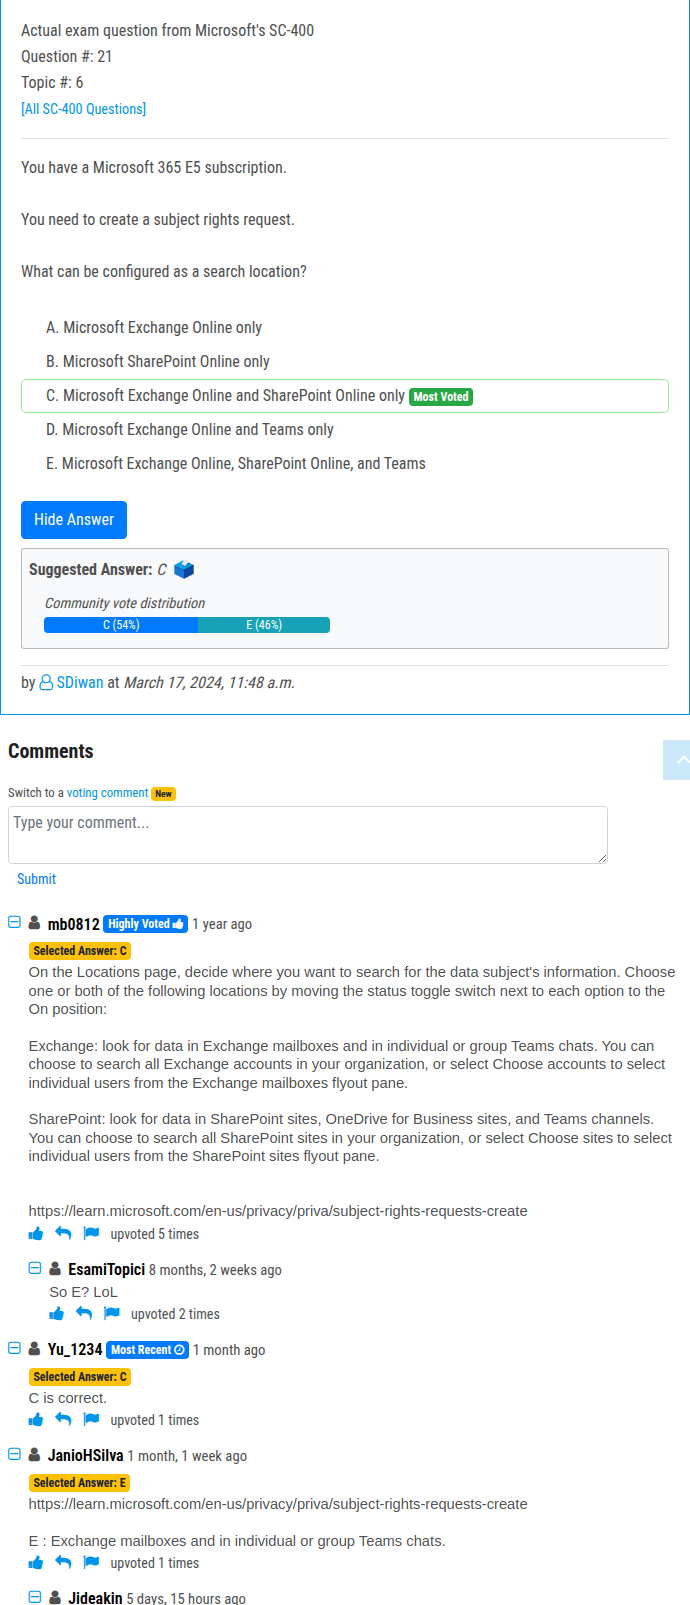 Actual exam question from Microsoft's SC-400
Question #: 21
Topic #: 6
[All SC-400 Questions]
You have a Microsoft 365 E5 subscription.
You need to create a subject rights request.
What can be configured as a search location?
A. Microsoft Exchange Online only
B. Microsoft SharePoint Online only
C. Microsoft Exchange Online and SharePoint Online only Most Voted
D. Microsoft Exchange Online and Teams only
E. Microsoft Exchange Online, SharePoint Online, and Teams
Hide Answer
Suggested Answer: C
Community vote distribution
C (54%) E (46%)
by SDiwan at March 17, 2024, 11:48 a.m.
Comments
Switch to a voting comment New
Type your comment...
Submit
mb0812 Highly Voted 1 year ago
Selected Answer: C
On the Locations page, decide where you want to search for the data subject's information. Choose
one or both of the following locations by moving the status toggle switch next to each option to the
On position:
Exchange: look for data in Exchange mailboxes and in individual or group Teams chats. You can
choose to search all Exchange accounts in your organization, or select Choose accounts to select
individual users from the Exchange mailboxes flyout pane.
SharePoint: look for data in SharePoint sites, OneDrive for Business sites, and Teams channels.
You can choose to search all SharePoint sites in your organization, or select Choose sites to select
individual users from the SharePoint sites flyout pane.
https://learn.microsoft.com/en-us/privacy/priva/subject-rights-requests-create
upvoted 5 times
EsamiTopici 8 months, 2 weeks ago
So E? LoL
upvoted 2 times
Yu_1234 Most Recent 1 month ago
Selected Answer: C
C is correct.
upvoted 1 times
JanioHSilva 1 month, 1 week ago
Selected Answer: E
https://learn.microsoft.com/en-us/privacy/priva/subject-rights-requests-create
E : Exchange mailboxes and in individual or group Teams chats.
upvoted 1 times
Jideakin 5 days, 15 hours ago